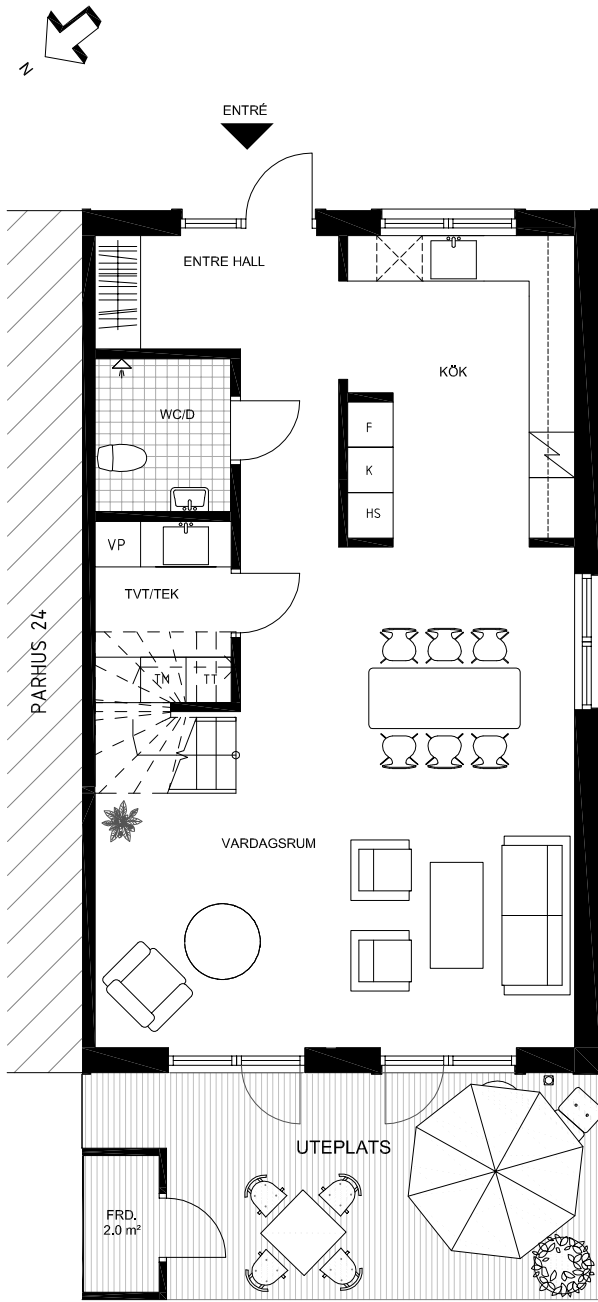 N
ENTRÉ
ENTRE HALL
KÖK
WC/D
F
K
HS
VP
TVT/TEK
PARHUS 24
TM
TT
VARDAGSRUM
UTEPLATS
FRD.
2.0 m²